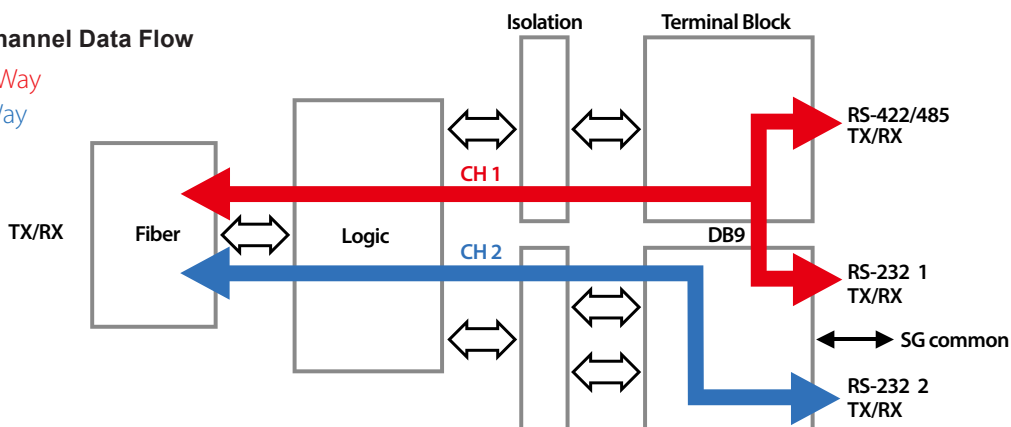 Isolation
Terminal Block
hannel Data Flow
Way
Way
RS-422/485
TX/RX
CH 1
TX/RX
Fiber
Logic
DB9
CH 2
RS-232 1
TX/RX
SG common
RS-232 2
TX/RX